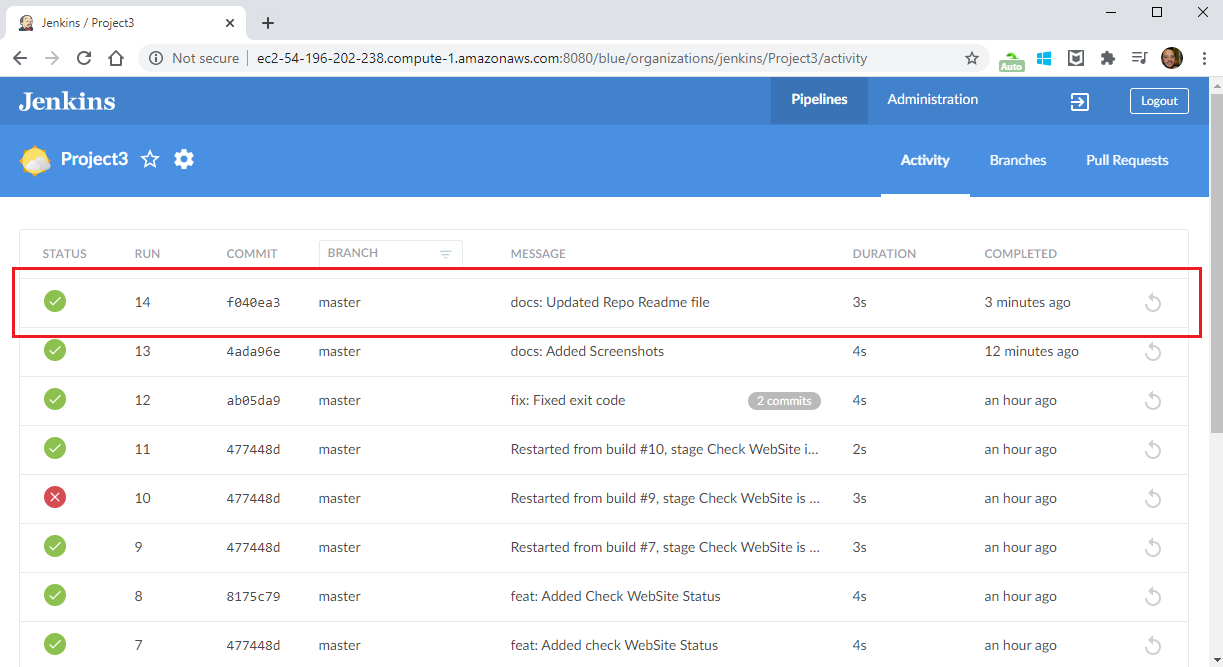 Jenkins / Project3
Not secure ec2-54-196-202-238.compute-1.amazonaws.com:8080/blue/organizations/jenkins/Project3/activity
Auto
Jenkins Pipelines Administration Logout
Project3 Activity Branches Pull Requests
STATUS RUN COMMIT BRANCH MESSAGE DURATION COMPLETED
14 f040ea3 master docs: Updated Repo Readme file 3s 3 minutes ago
13 4ada96e master docs: Added Screenshots 4s 12 minutes ago
12 ab05da9 master fix: Fixed exit code 2 commits 4s an hour ago
11 477448d master Restarted from build #10, stage Check WebSite i... 2s an hour ago
10 477448d master Restarted from build #9, stage Check WebSite is ... 3s an hour ago
9 477448d master Restarted from build #7, stage Check WebSite is ... 3s an hour ago
8 8175c79 master feat: Added Check WebSite Status 4s an hour ago
7 477448d master feat: Added check WebSite Status 4s an hour ago